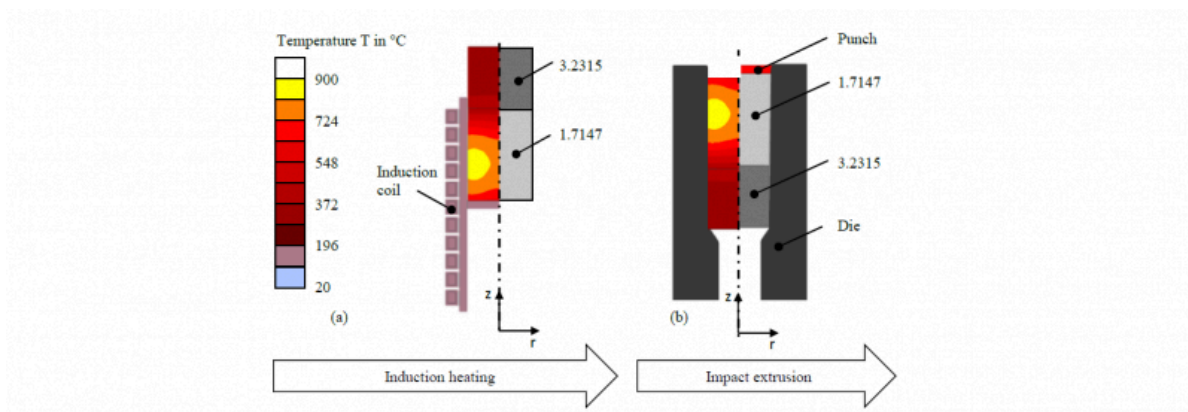 Temperature T in °C
900
724
548
372
196
20
Induction
coil
3.2315
1.7147
z
r
(a)
Punch
1.7147
3.2315
Die
z
r
(b)
Induction heating
Impact extrusion